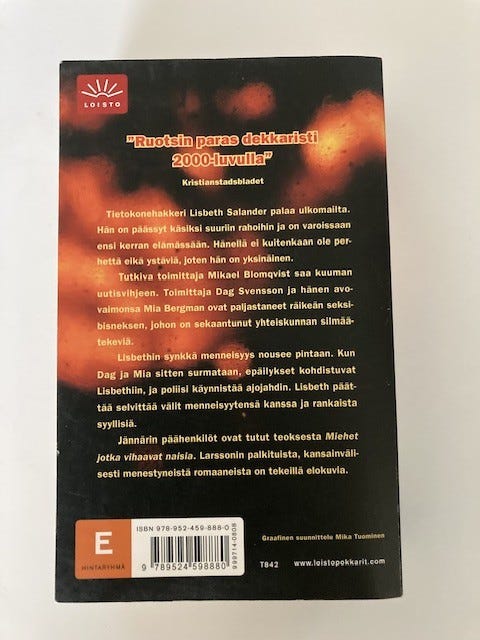 LOISTO
"Ruotsin paras dekkaristi
2000-luvulla"
Kristianstadsbladet
Tietokonehakkeri Lisbeth Salander palaa ulkomailta.
Hän on päässyt käsiksi suuriin rahoihin ja on varoissaan
ensi kerran elämässään. Hänellä ei kuitenkaan ole per-
hettä eikä ystäviä, joten hän on yksinäinen.
Tutkiva toimittaja Mikael Blomqvist saa kuuman
uutisvihjeen. Toimittaja Dag Svensson ja hänen avo-
vaimonsa Mia Bergman ovat paljastaneet räikeän seksi-
bisneksen, johon on sekaantunut yhteiskunnan silmää-
tekeviä.
Lisbethin synkkä menneisyys nousee pintaan. Kun
Dag ja Mia sitten surmataan, epäilykset kohdistuvat
Lisbethiin, ja poliisi käynnistää ajojahdin. Lisbeth päät-
tää selvittää välit menneisyytensä kanssa ja rankaista
syyllisiä.
Jännärin päähenkilöt ovat tutut teoksesta Miehet
jotka vihaavat naisia. Larssonin palkituista, kansainvä-
lisesti menestyneistä romaaneista on tekeillä elokuvia.
E
HINTARYHMÄ
ISBN 978-952-459-888-0
9 789524 598880
999714-0808
Graafinen suunnittele Mika Tuominen
T842 www.loistopokkarit.com